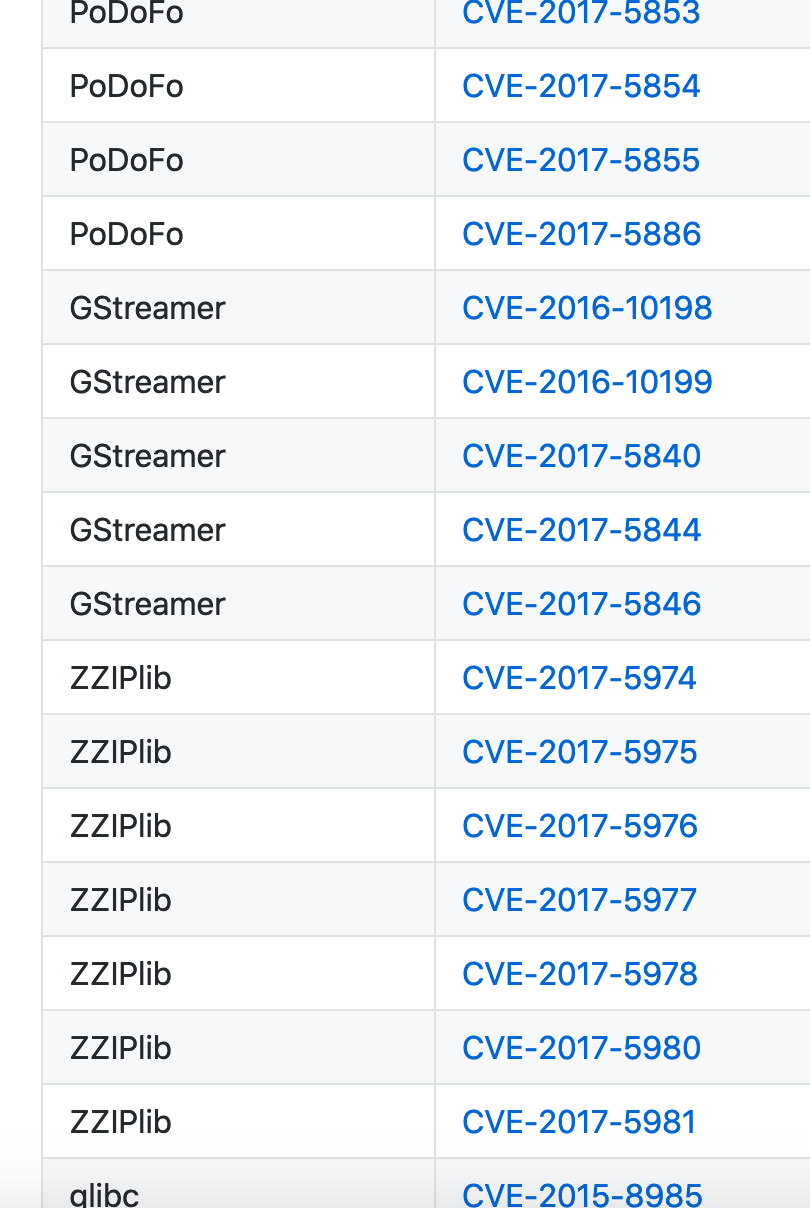 PoDoFo CVE-2017-5853
PoDoFo CVE-2017-5854
PoDoFo CVE-2017-5855
PoDoFo CVE-2017-5886
GStreamer CVE-2016-10198
GStreamer CVE-2016-10199
GStreamer CVE-2017-5840
GStreamer CVE-2017-5844
GStreamer CVE-2017-5846
ZZIPlib CVE-2017-5974
ZZIPlib CVE-2017-5975
ZZIPlib CVE-2017-5976
ZZIPlib CVE-2017-5977
ZZIPlib CVE-2017-5978
ZZIPlib CVE-2017-5980
ZZIPlib CVE-2017-5981
glibc CVE-2015-8985